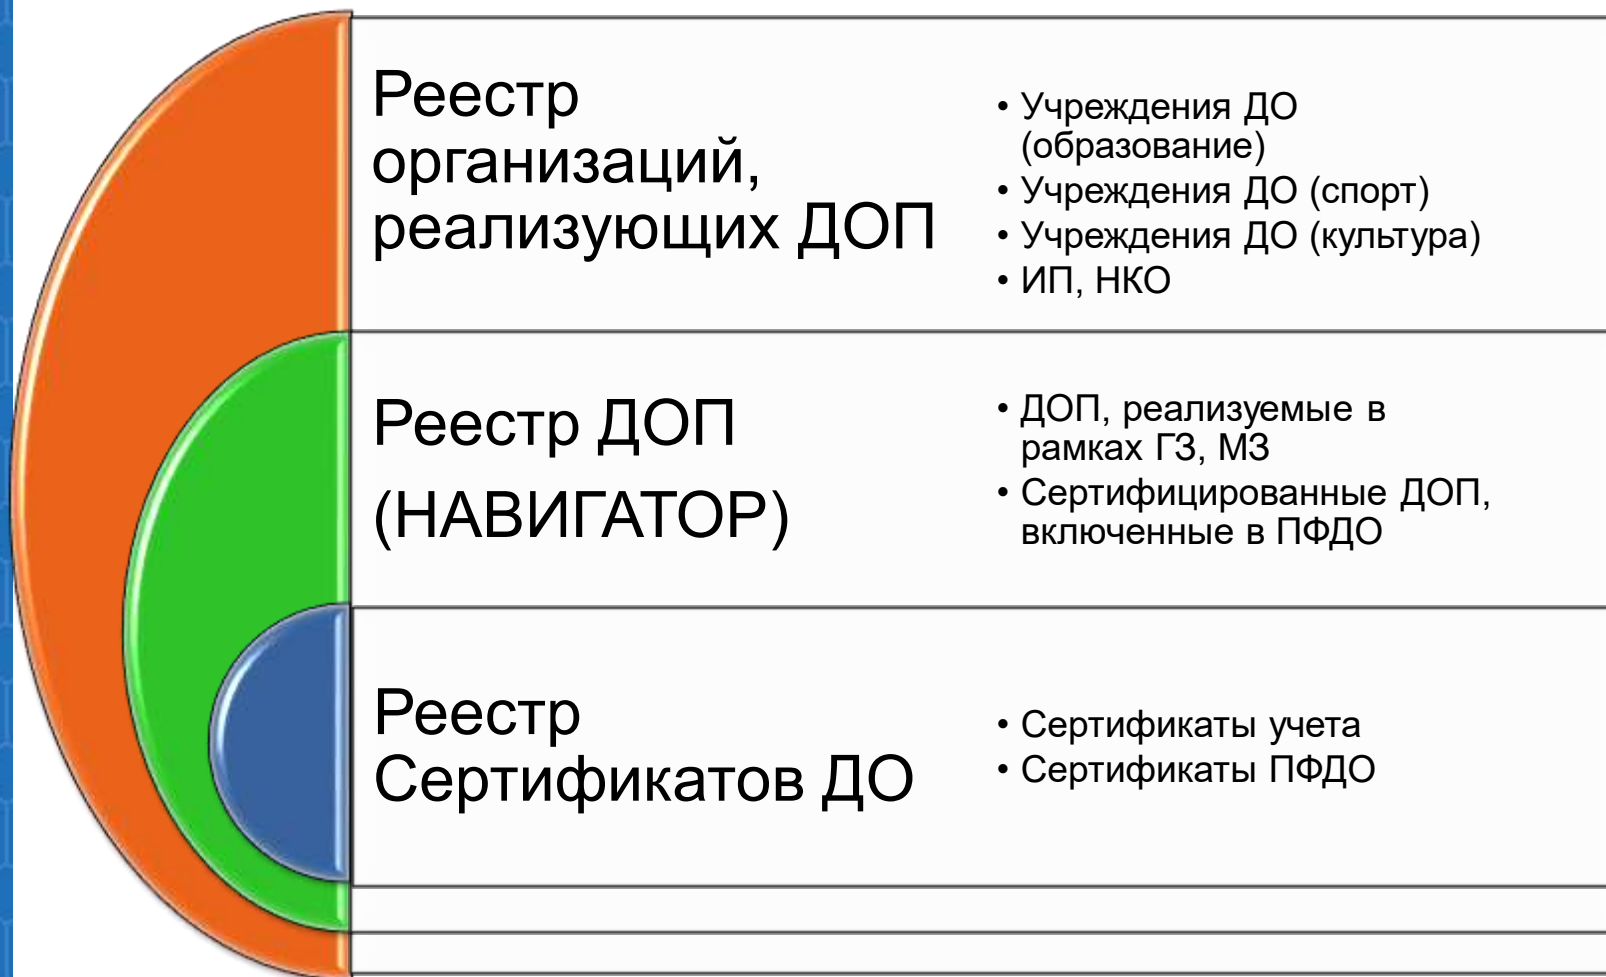 Реестр
организаций,
реализующих ДОП
• Учреждения ДО
(образование)
• Учреждения ДО (спорт)
• Учреждения ДО (культура)
• ИП, НКО
Реестр ДОП
(НАВИГАТОР)
• ДОП, реализуемые в
рамках ГЗ, МЗ
• Сертифицированные ДОП,
включенные в ПФДО
Реестр
Сертификатов ДО
• Сертификаты учета
• Сертификаты ПФДО